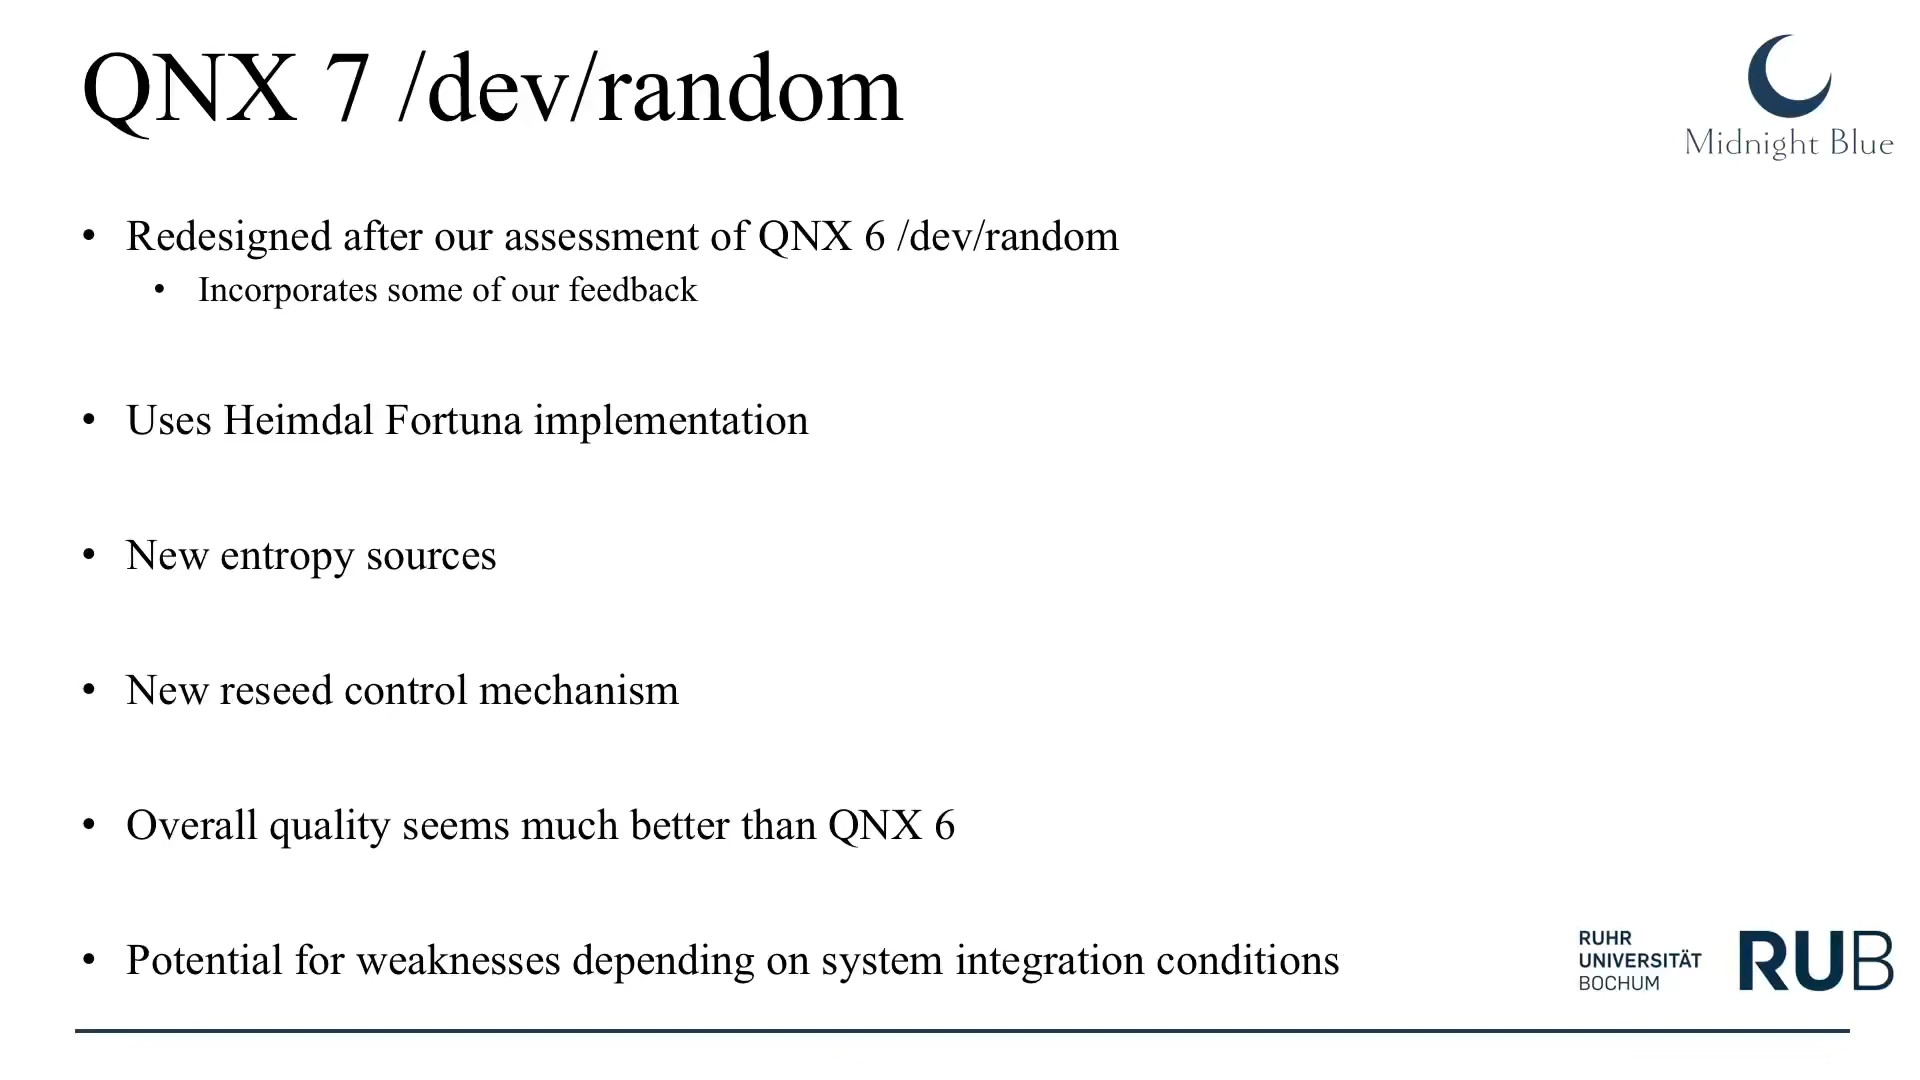 QNX 7 /dev/random
Midnight Blue
• Redesigned after our assessment of QNX 6 /dev/random
• Incorporates some of our feedback
• Uses Heimdal Fortuna implementation
• New entropy sources
• New reseed control mechanism
• Overall quality seems much better than QNX 6
• Potential for weaknesses depending on system integration conditions
RUHR
UNIVERSITÄT
BOCHUM
RUB